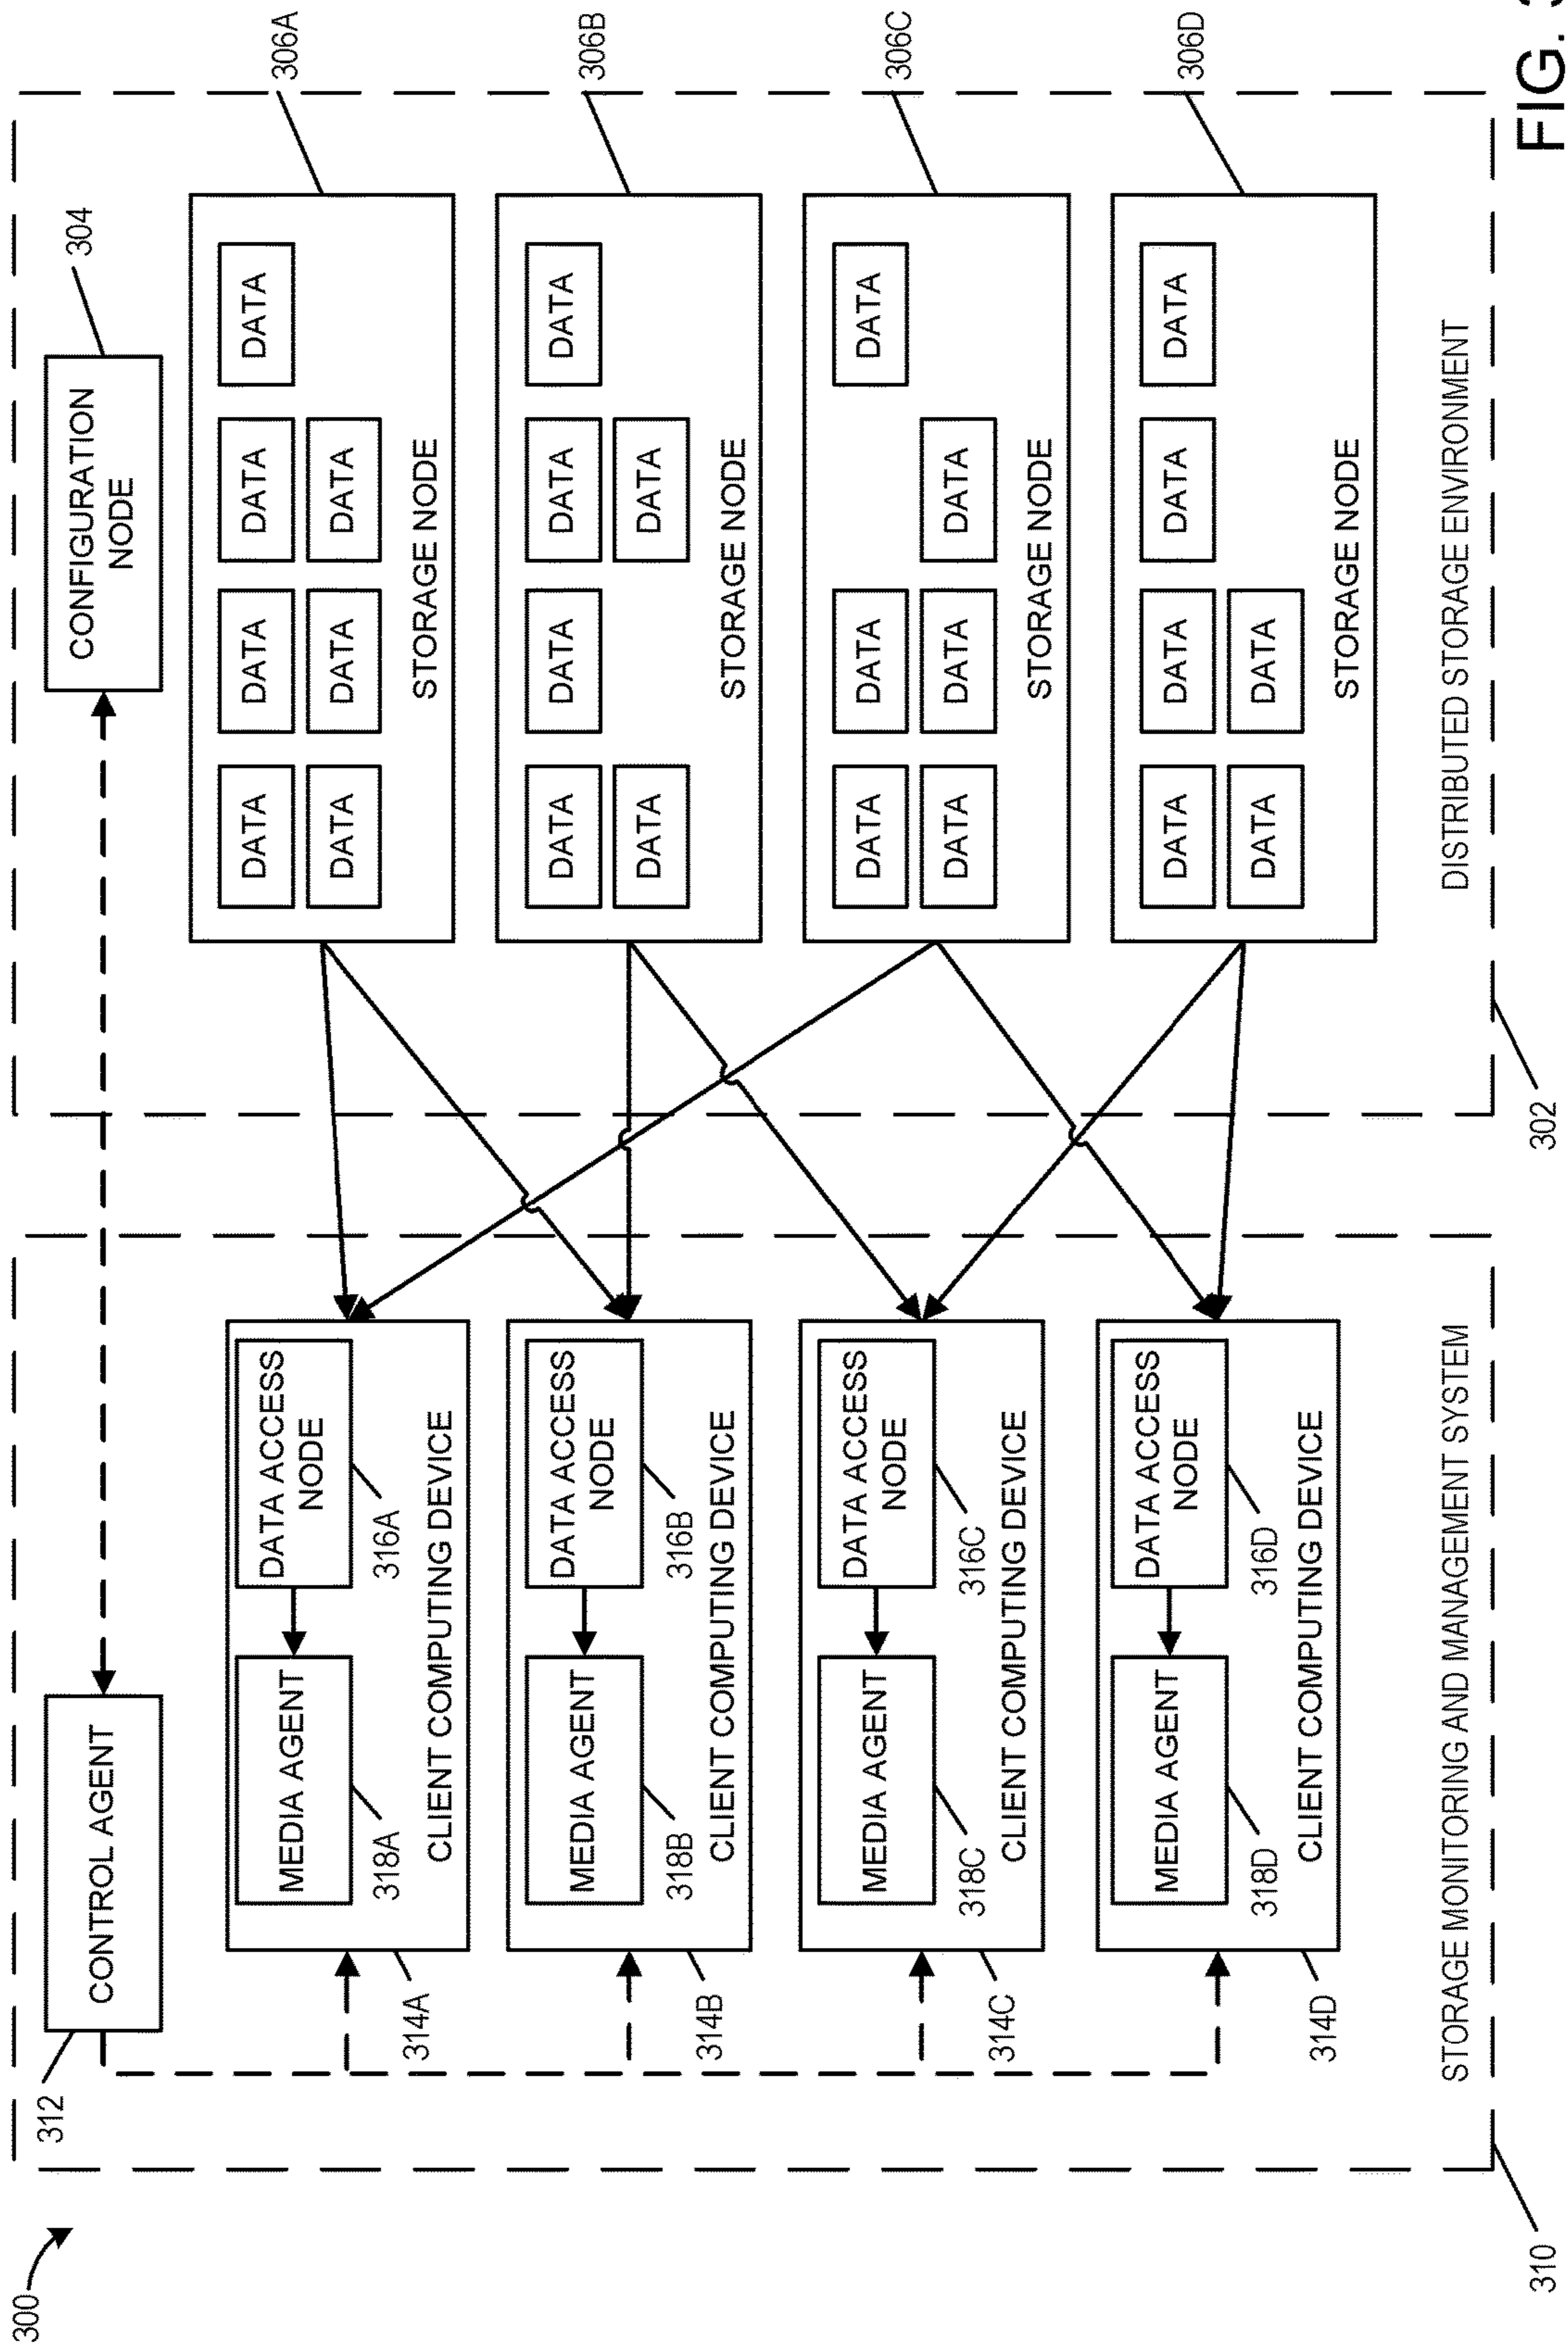 300
312
CONTROL AGENT
304
CONFIGURATION
NODE
MEDIA AGENT
DATA ACCESS
NODE
318A
316A
CLIENT COMPUTING DEVICE
314A
306A
DATA DATA DATA DATA
DATA DATA DATA
STORAGE NODE
MEDIA AGENT
DATA ACCESS
NODE
318B
316B
CLIENT COMPUTING DEVICE
314B
306B
DATA DATA DATA DATA
DATA DATA
STORAGE NODE
MEDIA AGENT
DATA ACCESS
NODE
318C
316C
CLIENT COMPUTING DEVICE
314C
306C
DATA DATA DATA
DATA DATA DATA
STORAGE NODE
MEDIA AGENT
DATA ACCESS
NODE
318D
316D
CLIENT COMPUTING DEVICE
314D
306D
DATA DATA DATA DATA
DATA DATA
STORAGE NODE
STORAGE MONITORING AND MANAGEMENT SYSTEM
DISTRIBUTED STORAGE ENVIRONMENT
310
302
FIG.